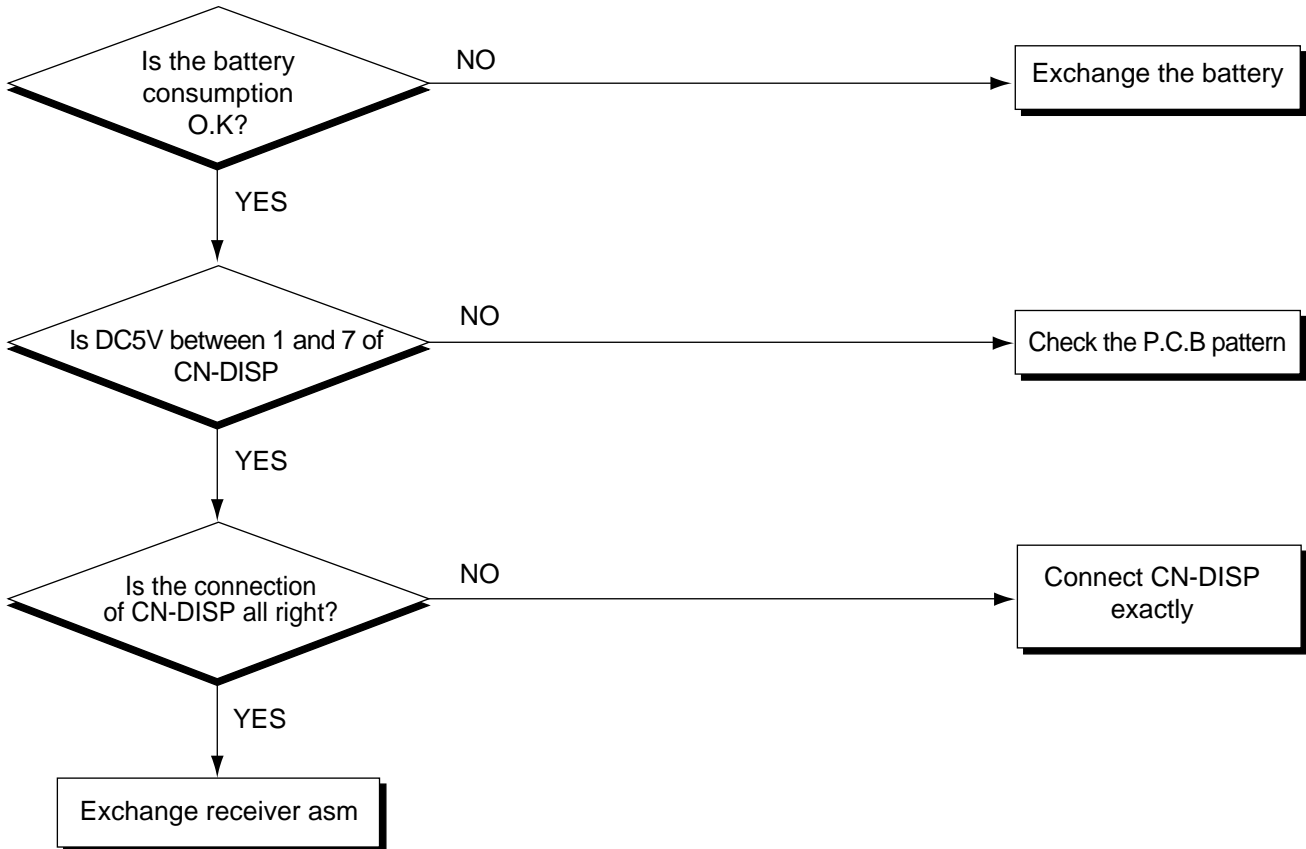 Is the battery
consumption
O.K?
NO
Exchange the battery
YES
Is DC5V between 1 and 7 of
CN-DISP
NO
Check the P.C.B pattern
YES
Is the connection
of CN-DISP all right?
NO
Connect CN-DISP
exactly
YES
Exchange receiver asm